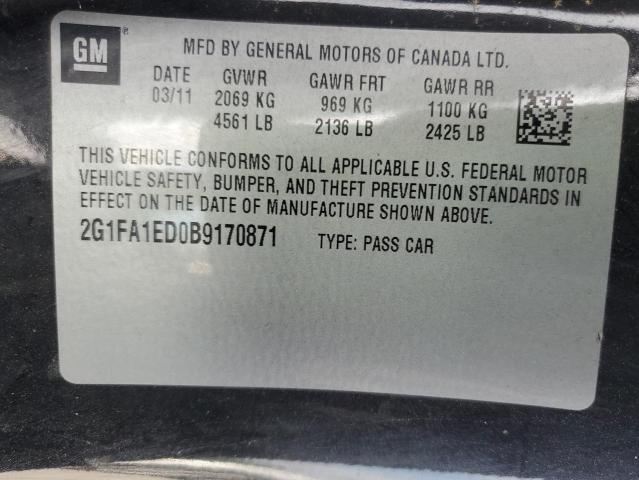 GM®
MFD BY GENERAL MOTORS OF CANADA LTD.
DATE GVWR GAWR FRT GAWR RR
03/11 2069 KG 969 KG 1100 KG
4561 LB 2136 LB 2425 LB
THIS VEHICLE CONFORMS TO ALL APPLICABLE U.S. FEDERAL MOTOR
VEHICLE SAFETY, BUMPER, AND THEFT PREVENTION STANDARDS IN
EFFECT ON THE DATE OF MANUFACTURE SHOWN ABOVE.
2G1FA1ED0B9170871 TYPE: PASS CAR